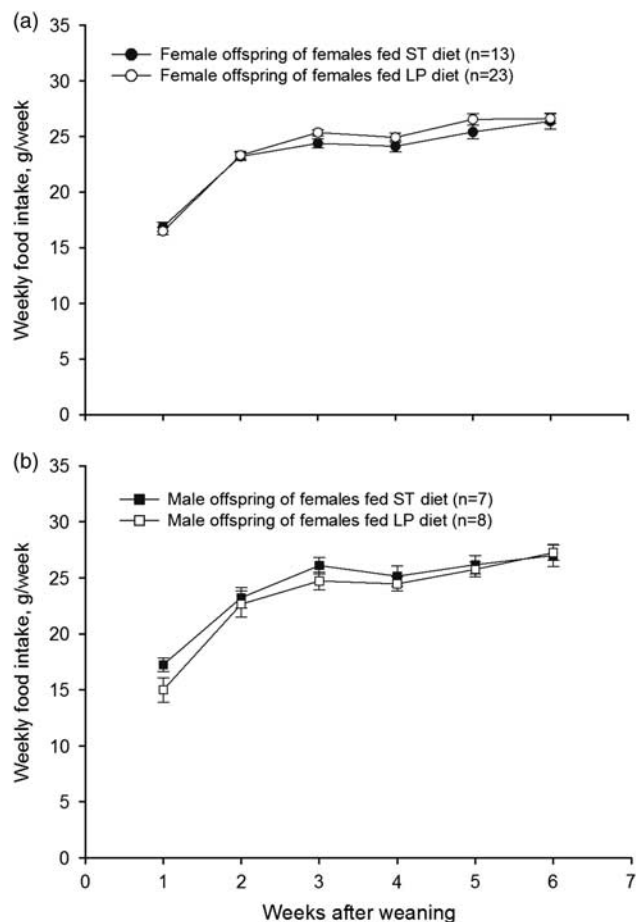 (a)
35
30
25
20
15
10
5
0
Weekly food intake, g/week
Female offspring of females fed ST diet (n=13)
Female offspring of females fed LP diet (n=23)
(b)
35
30
25
20
15
10
5
0
Weekly food intake, g/week
Male offspring of females fed ST diet (n=7)
Male offspring of females fed LP diet (n=8)
0 1 2 3 4 5 6 7
Weeks after weaning